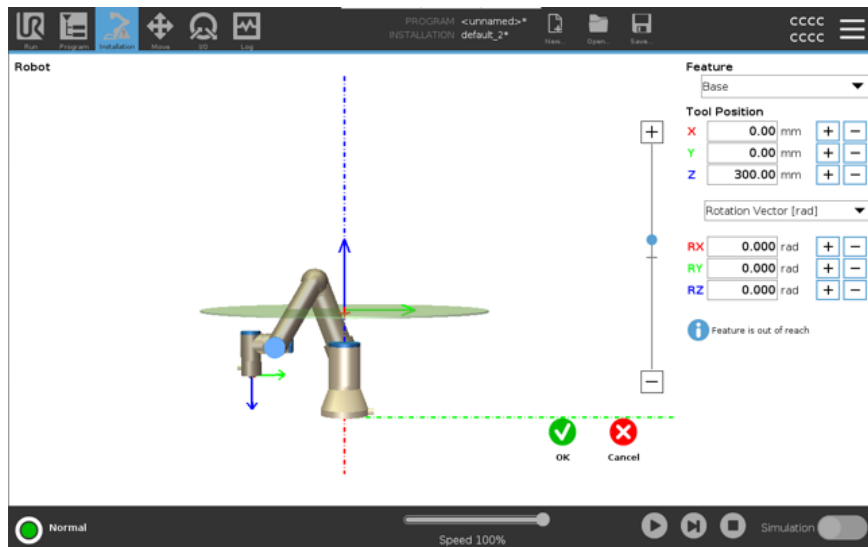 PROGRAM <unnamed>*
INSTALLATION default_2*
CCCC
CCCC
Run
Program
Installation
Move
I/O
Log
New...
Open...
Save...
Robot
Feature
Base
Tool Position
X 0.00 mm + −
Y 0.00 mm + −
Z 300.00 mm + −
Rotation Vector [rad]
RX 0.000 rad + −
RY 0.000 rad + −
RZ 0.000 rad + −
i Feature is out of reach
+
−
OK
Cancel
Normal
Speed 100%
Simulation